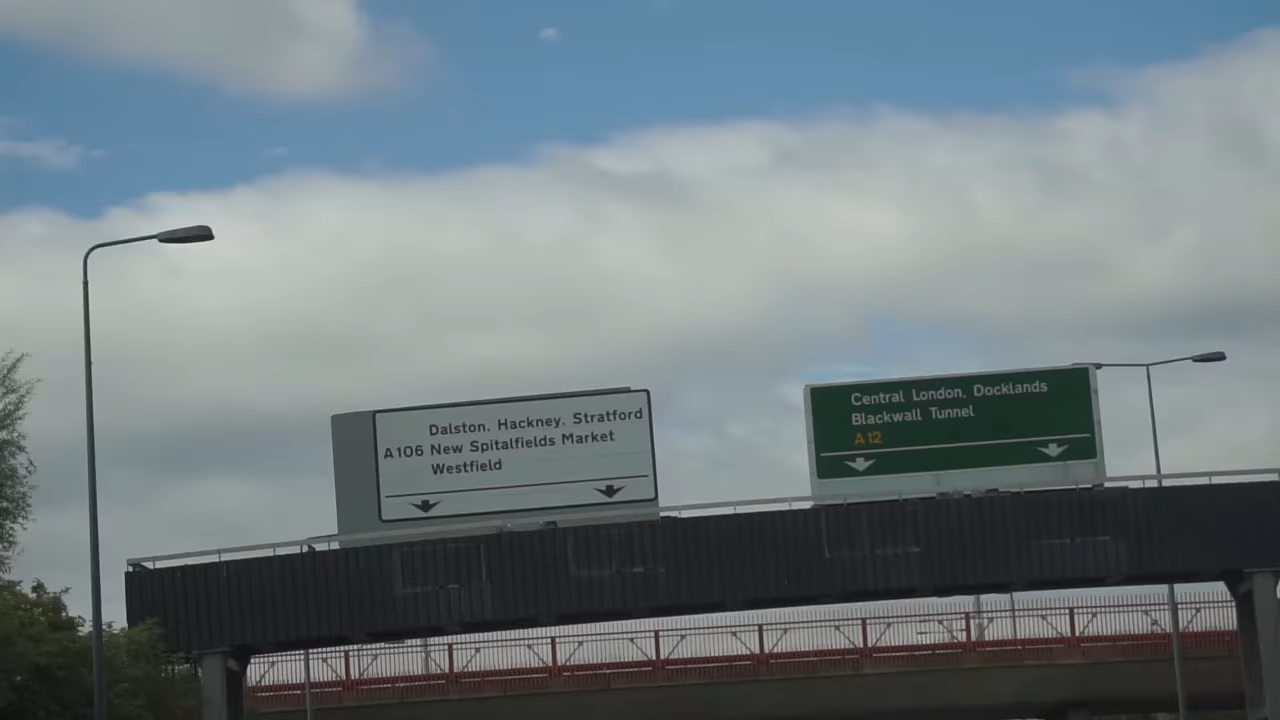 Dalston, Hackney, Stratford
A106 New Spitalfields Market
Westfield
Central London, Docklands
Blackwall Tunnel
A12